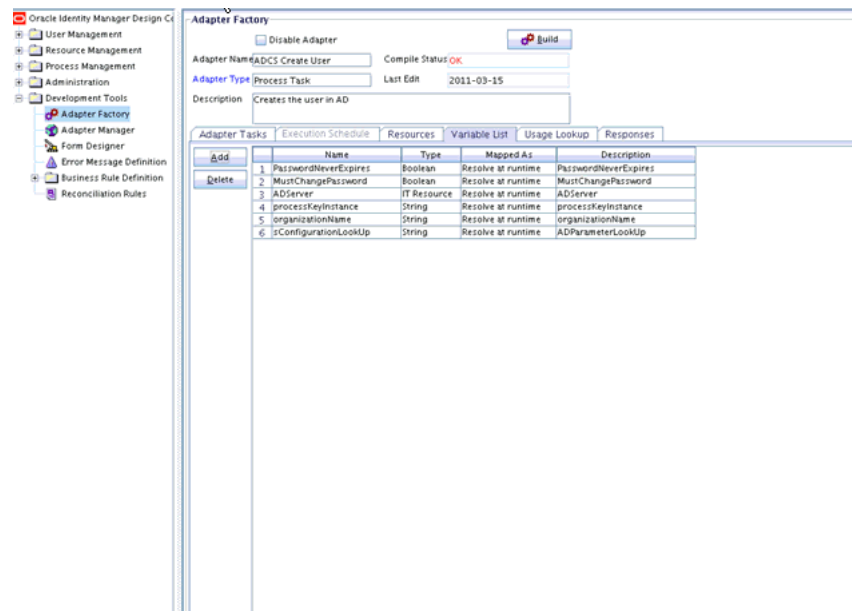 Oracle Identity Manager Design Co
User Management
Resource Management
Process Management
Administration
Development Tools
Adapter Factory
Adapter Manager
Form Designer
Error Message Definition
Business Rule Definition
Reconciliation Rules
Adapter Factory
Disable Adapter
Build
Adapter Name ADCS Create User Compile Status OK
Adapter Type Process Task Last Edit 2011-03-15
Description Creates the user in AD
Adapter Tasks Execution Schedule Resources Variable List Usage Lookup Responses
Add
Delete
Name Type Mapped As Description
1 PasswordNeverExpires Boolean Resolve at runtime PasswordNeverExpires
2 MustChangePassword Boolean Resolve at runtime MustChangePassword
3 ADServer IT Resource Resolve at runtime ADServer
4 processKeyInstance String Resolve at runtime processKeyInstance
5 organizationName String Resolve at runtime organizationName
6 sConfigurationLookUp String Resolve at runtime ADParameterLookUp